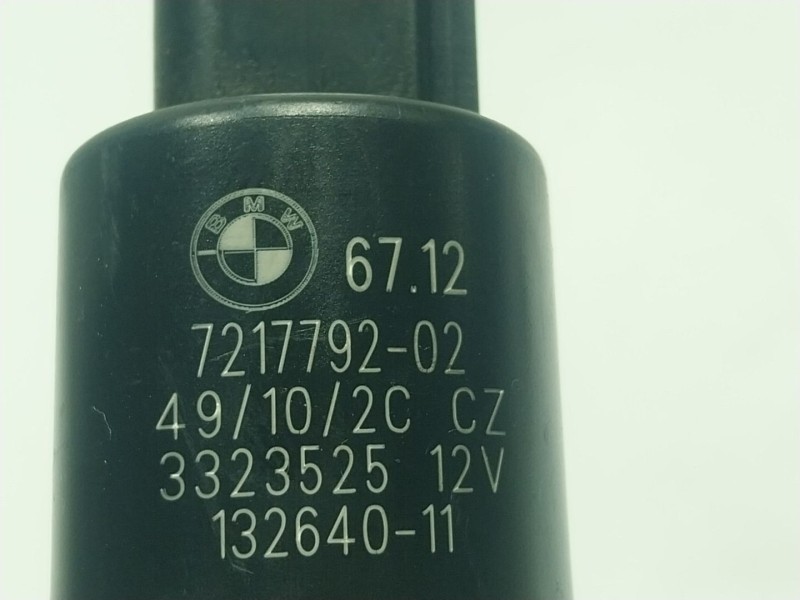 BMW 67.12
7217792-02
49/10/2C CZ
3323525 12V
132640-11